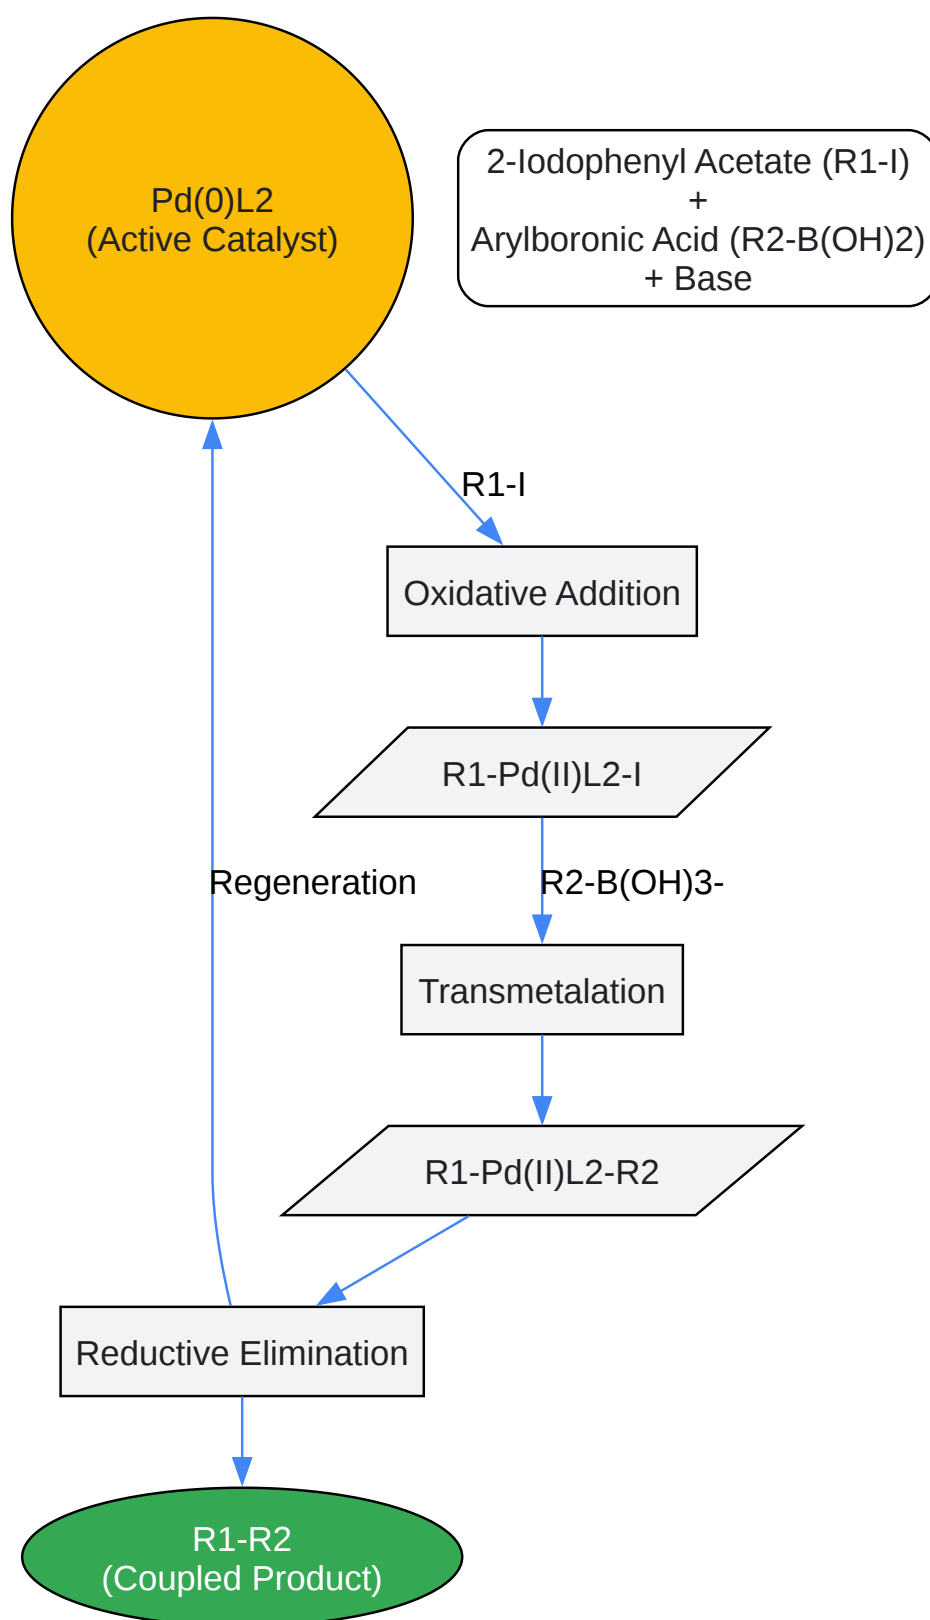 Pd(0)L2
(Active Catalyst)
2-Iodophenyl Acetate (R1-I)
+
Arylboronic Acid (R2-B(OH)2)
+ Base
R1-I
Oxidative Addition
R1-Pd(II)L2-I
Regeneration
R2-B(OH)3-
Transmetalation
R1-Pd(II)L2-R2
Reductive Elimination
R1-R2
(Coupled Product)